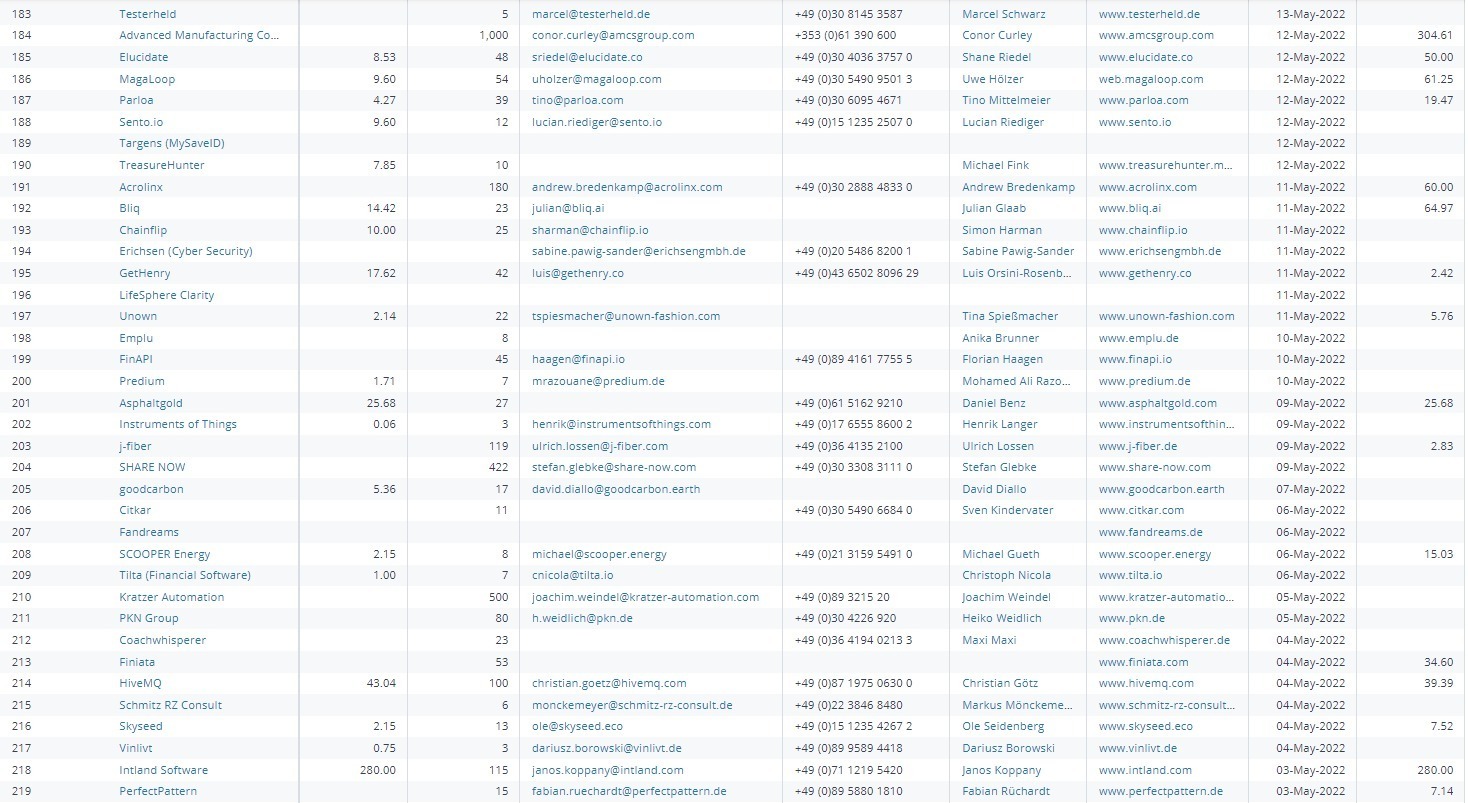 183 Testerheld 5 marcel@testerheld.de +49 (0)30 8145 3587 Marcel Schwarz www.testerheld.de 13-May-2022
184 Advanced Manufacturing Co... 1,000 conor.curley@amcsgroup.com +353 (0)61 390 600 Conor Curley www.amcsgroup.com 12-May-2022 304.61
185 Elucidate 8.53 48 sriedel@elucidate.co +49 (0)30 4036 3757 0 Shane Riedel www.elucidate.co 12-May-2022 50.00
186 MagaLoop 9.60 54 uholzer@magaloop.com +49 (0)30 5490 9501 3 Uwe Hölzer web.magaloop.com 12-May-2022 61.25
187 Parloa 4.27 39 tino@parloa.com +49 (0)30 6095 4671 Tino Mittelmeier www.parloa.com 12-May-2022 19.47
188 Sento.io 9.60 12 lucian.riediger@sento.io +49 (0)15 1235 2507 0 Lucian Riediger www.sento.io 12-May-2022
189 Targens (MySaveID) 12-May-2022
190 TreasureHunter 7.85 10 Michael Fink www.treasurehunter.m... 12-May-2022
191 Acrolinx 180 andrew.bredenkamp@acrolinx.com +49 (0)30 2888 4833 0 Andrew Bredenkamp www.acrolinx.com 11-May-2022 60.00
192 Bliq 14.42 23 julian@bliq.ai Julian Glaab www.bliq.ai 11-May-2022 64.97
193 Chainflip 10.00 25 sharman@chainflip.io Simon Harman www.chainflip.io 11-May-2022
194 Erichsen (Cyber Security) sabine.pawig-sander@erichsengmbh.de +49 (0)20 5486 8200 1 Sabine Pawig-Sander www.erichsengmbh.de 11-May-2022
195 GetHenry 17.62 42 luis@gethenry.co +49 (0)43 6502 8096 29 Luis Orsini-Rosenb... www.gethenry.co 11-May-2022 2.42
196 LifeSphere Clarity 11-May-2022
197 Unown 2.14 22 tspiesmacher@unown-fashion.com Tina Spießmacher www.unown-fashion.com 11-May-2022 5.76
198 Emplu 8 Anika Brunner www.emplu.de 10-May-2022
199 FinAPI 45 haagen@finapi.io +49 (0)89 4161 7755 5 Florian Haagen www.finapi.io 10-May-2022
200 Predium 1.71 7 mrazouane@predium.de Mohamed Ali Razo... www.predium.de 10-May-2022
201 Asphaltgold 25.68 27 +49 (0)61 5162 9210 Daniel Benz www.asphaltgold.com 09-May-2022 25.68
202 Instruments of Things 0.06 3 henrik@instrumentsofthings.com +49 (0)17 6555 8600 2 Henrik Langer www.instrumentsofthin... 09-May-2022
203 j-fiber 119 ulrich.lossen@j-fiber.com +49 (0)36 4135 2100 Ulrich Lossen www.j-fiber.de 09-May-2022 2.83
204 SHARE NOW 422 stefan.glebke@share-now.com +49 (0)30 3308 3111 0 Stefan Glebke www.share-now.com 09-May-2022
205 goodcarbon 5.36 17 david.diallo@goodcarbon.earth David Diallo www.goodcarbon.earth 07-May-2022
206 Citkar 11 +49 (0)30 5490 6684 0 Sven Kindervater www.citkar.com 06-May-2022
207 Fandreams www.fandreams.de 06-May-2022
208 SCOOPER Energy 2.15 8 michael@scooper.energy +49 (0)21 3159 5491 0 Michael Gueth www.scooper.energy 06-May-2022 15.03
209 Tilta (Financial Software) 1.00 7 cnicola@tilta.io Christoph Nicola www.tilta.io 06-May-2022
210 Kratzer Automation 500 joachim.weindel@kratzer-automation.com +49 (0)89 3215 20 Joachim Weindel www.kratzer-automatio... 05-May-2022
211 PKN Group 80 h.weidlich@pkn.de +49 (0)30 4226 920 Heiko Weidlich www.pkn.de 05-May-2022
212 Coachwhisperer 23 +49 (0)36 4194 0213 3 Maxi Maxi www.coachwhisperer.de 04-May-2022
213 Finiata 53 www.finiata.com 04-May-2022 34.60
214 HiveMQ 43.04 100 christian.goetz@hivemq.com +49 (0)87 1975 0630 0 Christian Götz www.hivemq.com 04-May-2022 39.39
215 Schmitz RZ Consult 6 monckemeyer@schmitz-rz-consult.de +49 (0)22 3846 8480 Markus Mönckeme... www.schmitz-rz-consult... 04-May-2022
216 Skyseed 2.15 13 ole@skyseed.eco +49 (0)15 1235 4267 2 Ole Seidenberg www.skyseed.eco 04-May-2022 7.52
217 Vinlivt 0.75 3 dariusz.borowski@vinlivt.de +49 (0)89 9589 4418 Dariusz Borowski www.vinlivt.de 04-May-2022
218 Intland Software 280.00 115 janos.koppany@intland.com +49 (0)71 1219 5420 Janos Koppany www.intland.com 03-May-2022 280.00
219 PerfectPattern 15 fabian.ruechardt@perfectpattern.de +49 (0)89 5880 1810 Fabian Rüchardt www.perfectpattern.de 03-May-2022 7.14